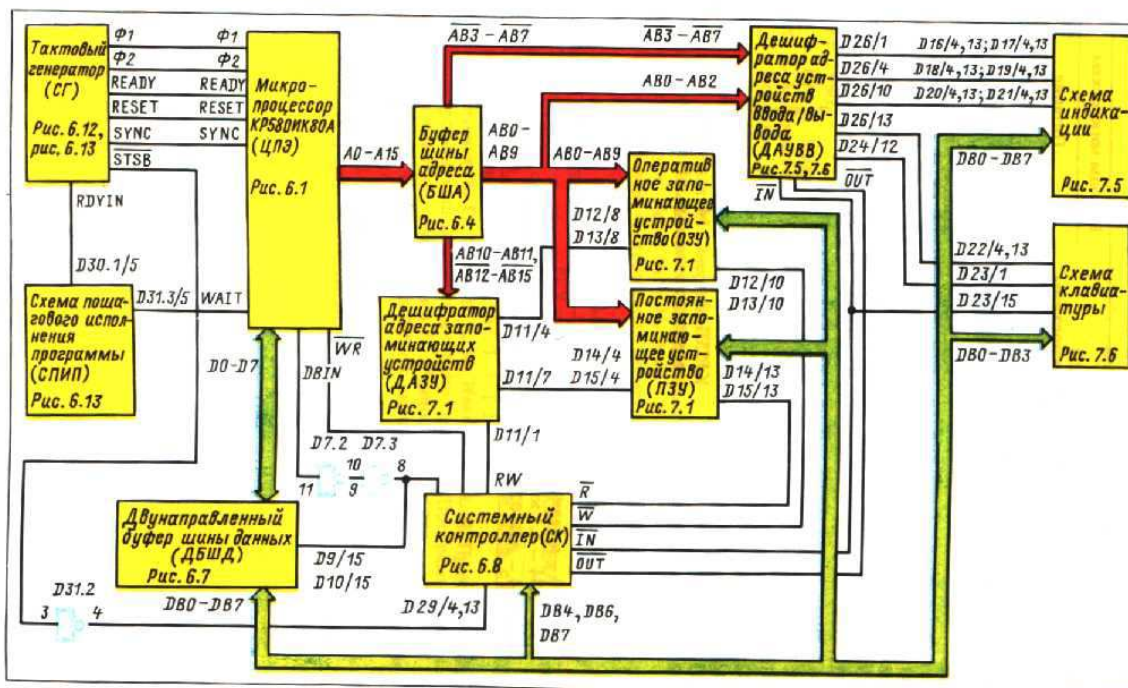 Тактовый
генератор
(СГ)
Рис. 6.12,
рис. 6.13
Ф1
Ф2
READY
RESET
SYNC
STSB
Ф1
Ф2
READY
RESET
SYNC
Микро-
процессор
КР580ИК80А
(ЦПЭ)
Рис. 6.1
A0-A15
Буфер
шины
адреса
(БША)
Рис. 6.4
AB3-AB7
AB3-AB7
AB0-AB2
AB0-
AB9
AB0-AB9
Дешиф-
ратор ад-
реса уст-
ройств
ввода/вы-
вода
(ДАУВВ)
Рис. 7.5, 7.6
D26/1
D26/4
D26/10
D26/13
D24/12
D16/4,13; D17/4,13
D18/4,13; D19/4,13
D20/4,13; D21/4,13
Схема
индика-
ции
Рис. 7.5
DB0-DB7
IN
OUT
Оператив-
ное запо-
минающее
устрой-
ство (ОЗУ)
Рис. 7.1
D12/8
D13/8
D12/10
D13/10
D22/4,13
D23/1
D23/15
DB0-DB3
Схема
клавиа-
туры
Рис. 7.6
RDYIN
D30.1/5
Схема поша-
гового испол-
нения
программы
(СПИП)
Рис. 6.13
D31.3/5
WAIT
D0-D7
DBIN
WR
AB10-AB11,
AB12-AB15
Дешифратор
адреса запо-
минающих
устройств
(ДАЗУ)
Рис. 7.1
D11/4
D11/7
D14/4
D15/4
Постоян-
ное запо-
минаю-
щее уст-
ройство
(ПЗУ)
Рис. 7.1
D14/13
D15/13
D11/1
D7.2
D7.3
11
10
9
8
RW
Двунаправленный
буфер шины
данных
(ДБШД)
Рис. 6.7
D9/15
D10/15
Системный
контроллер (СК)
Рис. 6.8
R
W
IN
OUT
D31.2
3
4
DB0-DB7
D29/4,13
DB4, DB6,
DB7